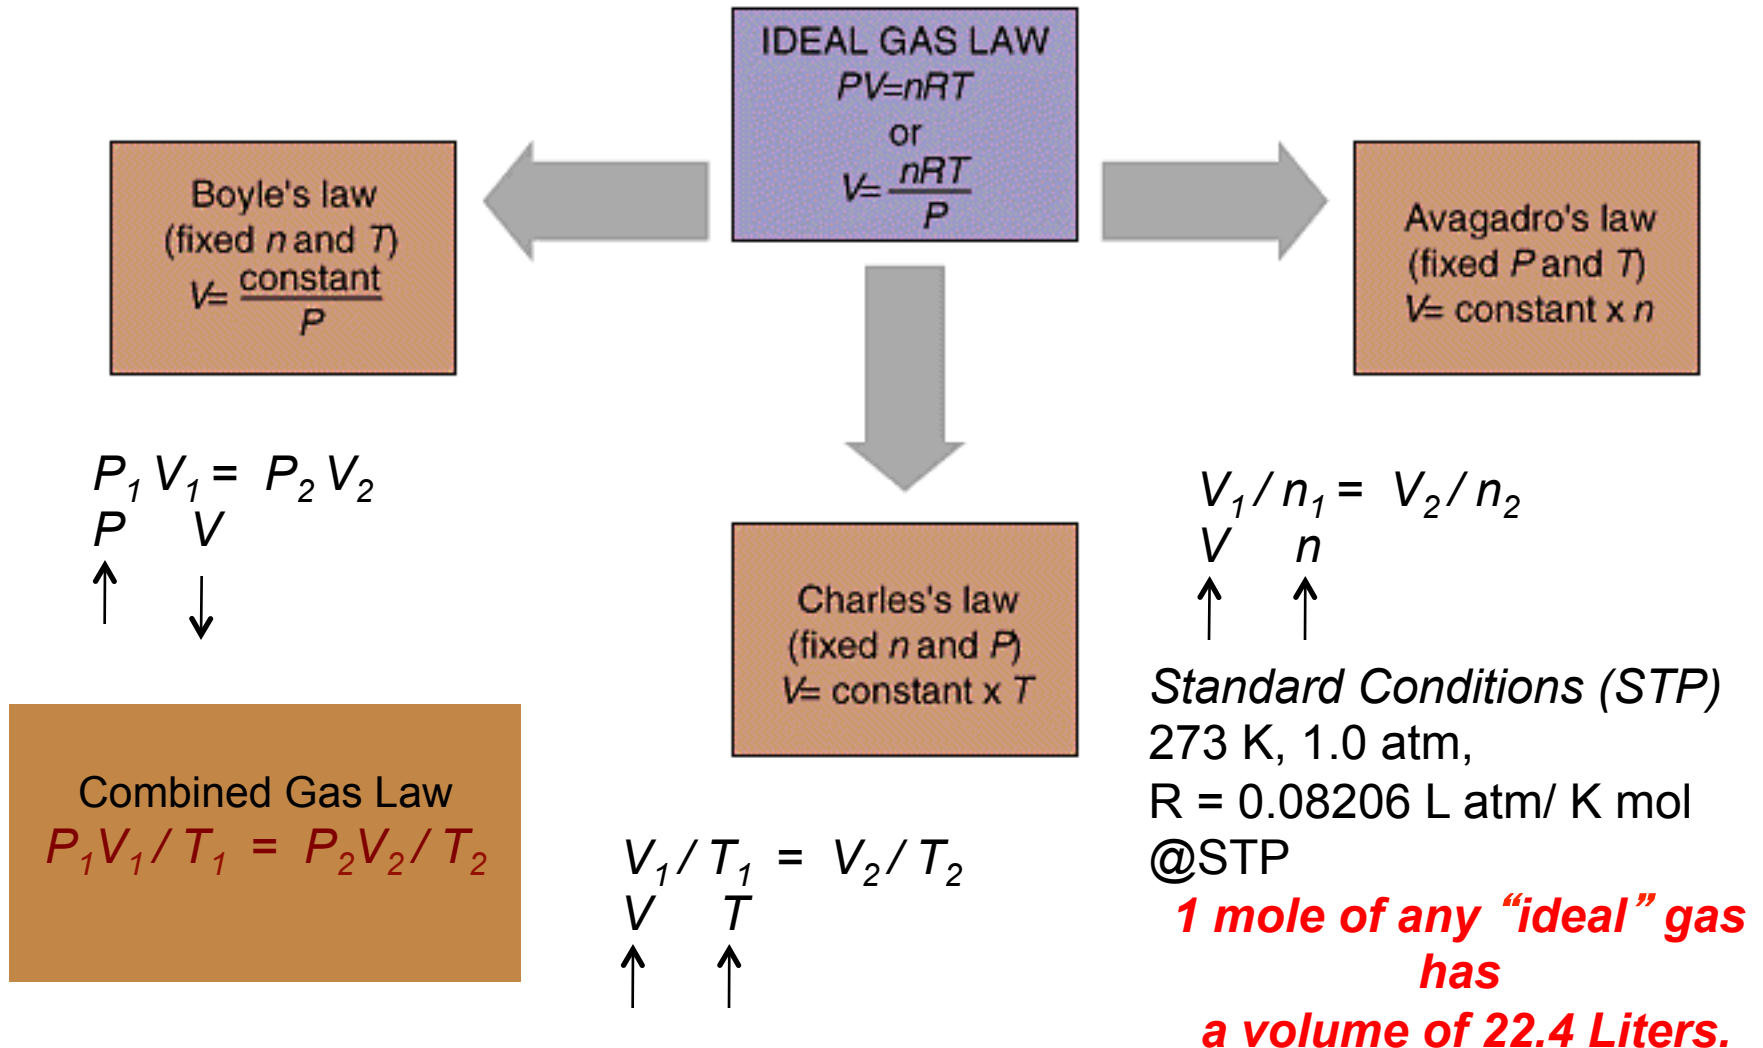 IDEAL GAS LAW
PV=nRT
or
V= nRT
P
Boyle's law
(fixed n and T)
V= constant
P
Avagadro's law
(fixed P and T)
V= constant x n
P₁ V₁ = P₂ V₂
P V
V₁ / n₁ = V₂ / n₂
V n
Charles's law
(fixed n and P)
V= constant x T
Standard Conditions (STP)
273 K, 1.0 atm,
R = 0.08206 L atm/ K mol
@STP
1 mole of any “ideal” gas
has
a volume of 22.4 Liters.
Combined Gas Law
P₁V₁ / T₁ = P₂V₂ / T₂
V₁ / T₁ = V₂ / T₂
V T